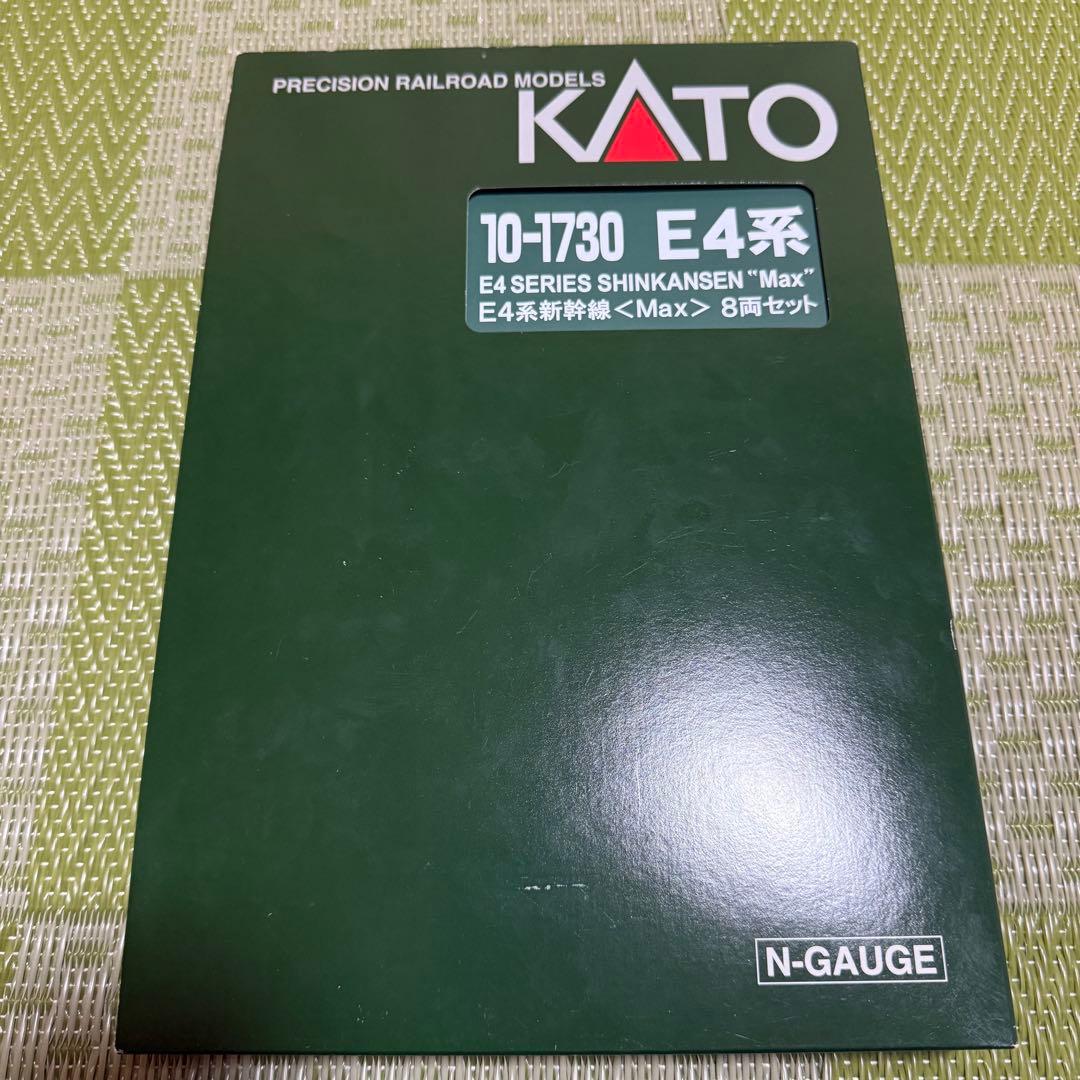 PRECISION RAILROAD MODELS
KATO
10-1730 E4系
E4 SERIES SHINKANSEN “Max”
E4系新幹線＜Max＞ 8両セット
N-GAUGE